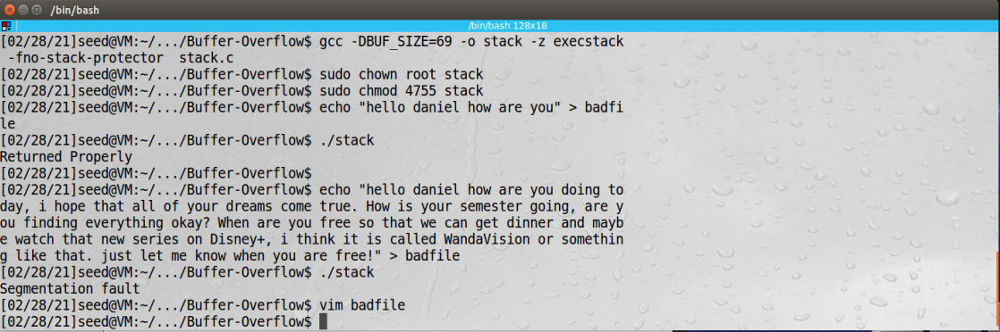 /bin/bash
/bin/bash 128x18
[02/28/21]seed@VM:~/.../Buffer-Overflow$ gcc -DBUF_SIZE=69 -o stack -z execstack
 -fno-stack-protector  stack.c
[02/28/21]seed@VM:~/.../Buffer-Overflow$ sudo chown root stack
[02/28/21]seed@VM:~/.../Buffer-Overflow$ sudo chmod 4755 stack
[02/28/21]seed@VM:~/.../Buffer-Overflow$ echo "hello daniel how are you" > badfi
le
[02/28/21]seed@VM:~/.../Buffer-Overflow$ ./stack
Returned Properly
[02/28/21]seed@VM:~/.../Buffer-Overflow$
[02/28/21]seed@VM:~/.../Buffer-Overflow$ echo "hello daniel how are you doing to
day, i hope that all of your dreams come true. How is your semester going, are y
ou finding everything okay? When are you free so that we can get dinner and mayb
e watch that new series on Disney+, i think it is called WandaVision or somethin
g like that. just let me know when you are free!" > badfile
[02/28/21]seed@VM:~/.../Buffer-Overflow$ ./stack
Segmentation fault
[02/28/21]seed@VM:~/.../Buffer-Overflow$ vim badfile
[02/28/21]seed@VM:~/.../Buffer-Overflow$